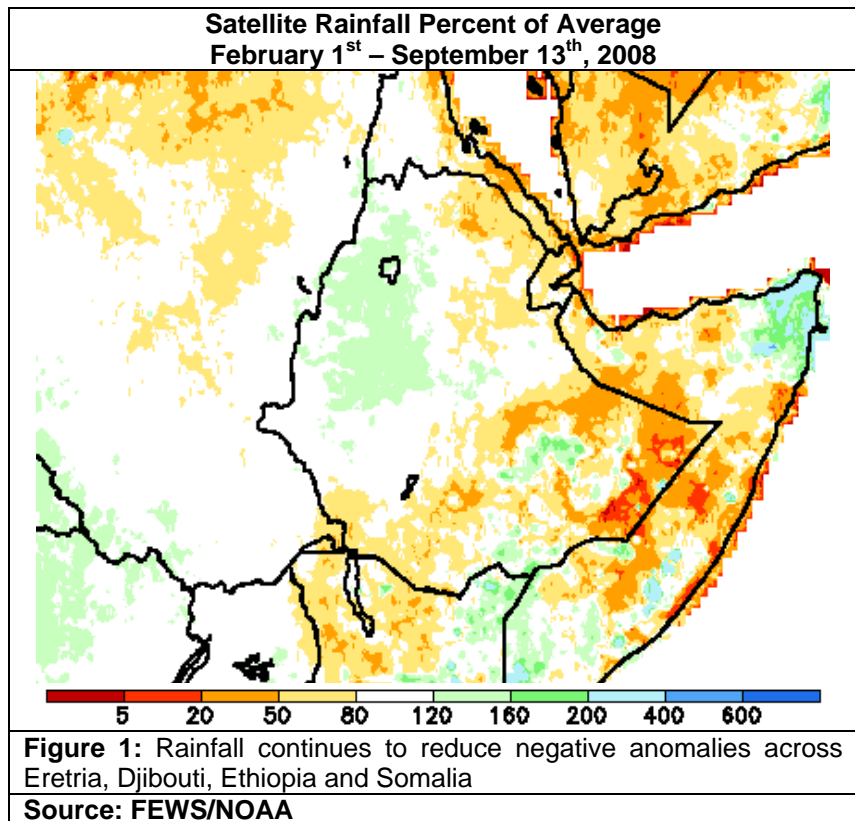 Satellite Rainfall Percent of Average
February 1st – September 13th, 2008
5 20 50 80 120 160 200 400 600
Figure 1: Rainfall continues to reduce negative anomalies across
Eretria, Djibouti, Ethiopia and Somalia
Source: FEWS/NOAA